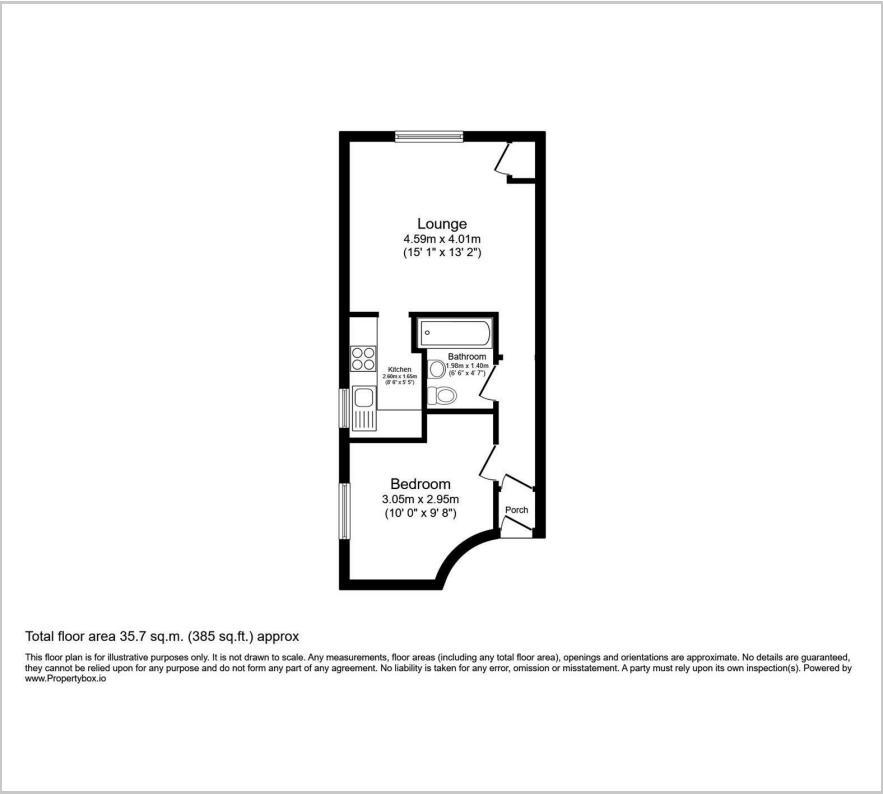 Lounge
4.59m x 4.01m
(15' 1" x 13' 2")
Kitchen
2.60m x 1.65m
(8' 6" x 5' 5")
Bathroom
1.98m x 1.40m
(6' 6" x 4' 7")
Bedroom
3.05m x 2.95m
(10' 0" x 9' 8")
Porch
Total floor area 35.7 sq.m. (385 sq.ft.) approx
This floor plan is for illustrative purposes only. It is not drawn to scale. Any measurements, floor areas (including any total floor area), openings and orientations are approximate. No details are guaranteed,
they cannot be relied upon for any purpose and do not form any part of any agreement. No liability is taken for any error, omission or misstatement. A party must rely upon its own inspection(s). Powered by
www.Propertybox.io